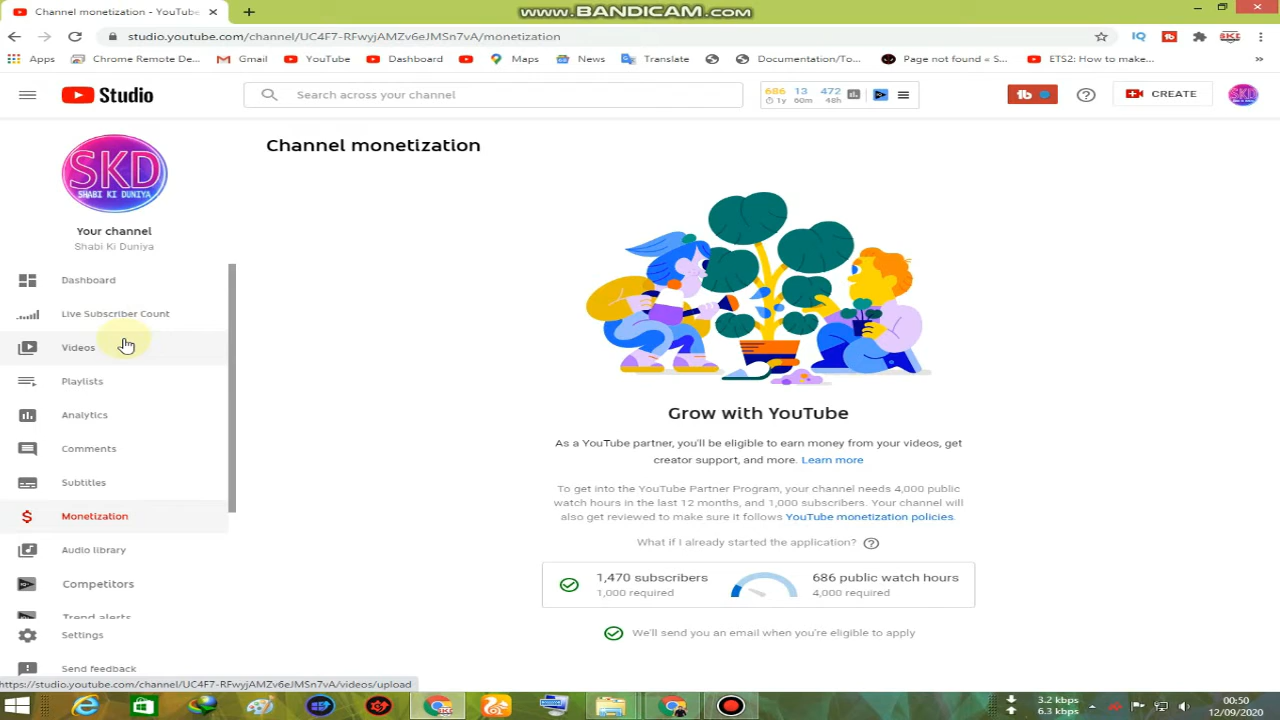 Channel monetization - YouTube
www.BANDICAM.com
studio.youtube.com/channel/UC4F7-RFwyjAMZv6eJMSn7vA/monetization
IQ
Apps
Chrome Remote De...
Gmail
YouTube
Dashboard
Maps
News
Translate
Documentation/To...
Page not found « S...
ETS2: How to make...
»
Studio
Search across your channel
686 13 472
1y 60m 48h
CREATE
SKD
SHABI KI DUNIYA
Your channel
Shabi Ki Duniya
Dashboard
Live Subscriber Count
Videos
Playlists
Analytics
Comments
Subtitles
Monetization
Audio library
Competitors
Trend alerts
Settings
Send feedback
Channel monetization
Grow with YouTube
As a YouTube partner, you'll be eligible to earn money from your videos, get
creator support, and more. Learn more
To get into the YouTube Partner Program, your channel needs 4,000 public
watch hours in the last 12 months, and 1,000 subscribers. Your channel will
also get reviewed to make sure it follows YouTube monetization policies.
What if I already started the application?
1,470 subscribers
1,000 required
686 public watch hours
4,000 required
We'll send you an email when you're eligible to apply
https://studio.youtube.com/channel/UC4F7-RFwyjAMZv6eJMSn7vA/videos/upload
3.2 kbps
6.3 kbps
00:50
12/09/2020